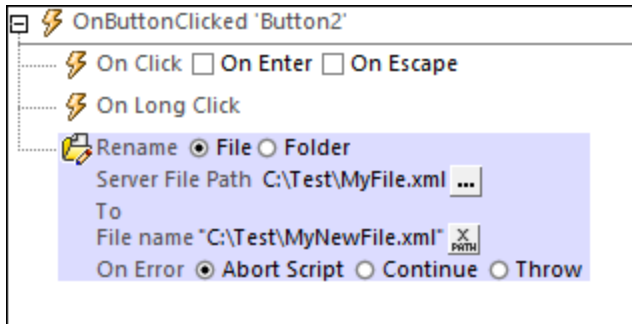 OnButtonClicked 'Button2'
On Click On Enter On Escape
On Long Click
Rename File Folder
Server File Path C:\Test\MyFile.xml ...
To
File name "C:\Test\MyNewFile.xml" X PATH
On Error Abort Script Continue Throw